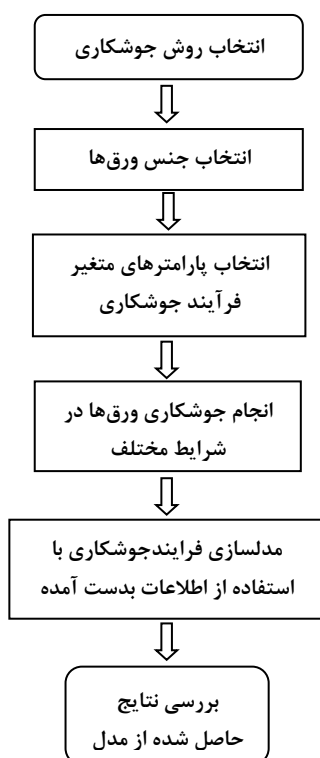 انتخاب روش جوشکاری
انتخاب جنس ورق‌ها
انتخاب پارامترهای متغیر
فرآیند جوشکاری
انجام جوشکاری ورق‌ها در
شرایط مختلف
مدلسازی فرایندجوشکاری با
استفاده از اطلاعات بدست آمده
بررسی نتایج
حاصل شده از مدل